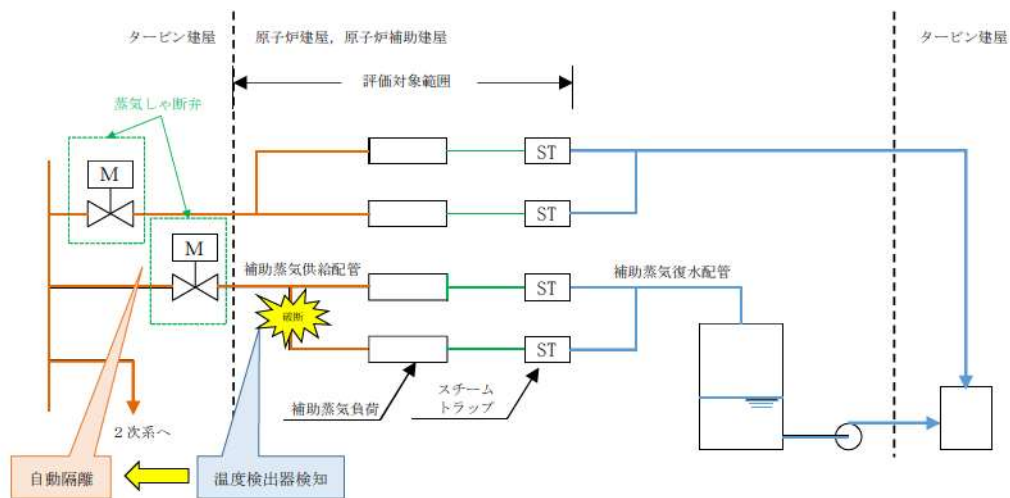 タービン建屋
原子炉建屋，原子炉補助建屋
タービン建屋
評価対象範囲
蒸気しゃ断弁
M
ST
ST
M
補助蒸気供給配管
ST
補助蒸気復水配管
破断
ST
補助蒸気負荷
スチーム
トラップ
2次系へ
自動隔離
温度検出器検知